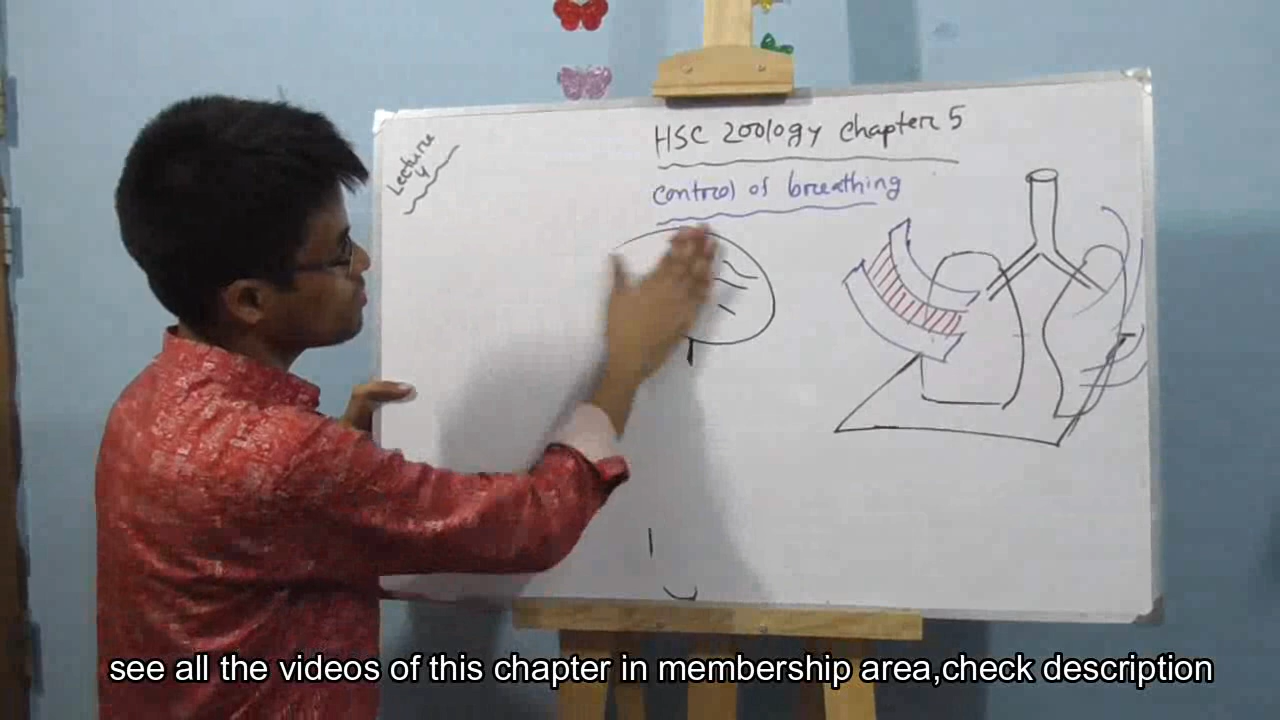 Lecture
4
HSC Zoology chapter 5
control of breathing
see all the videos of this chapter in membership area,check description